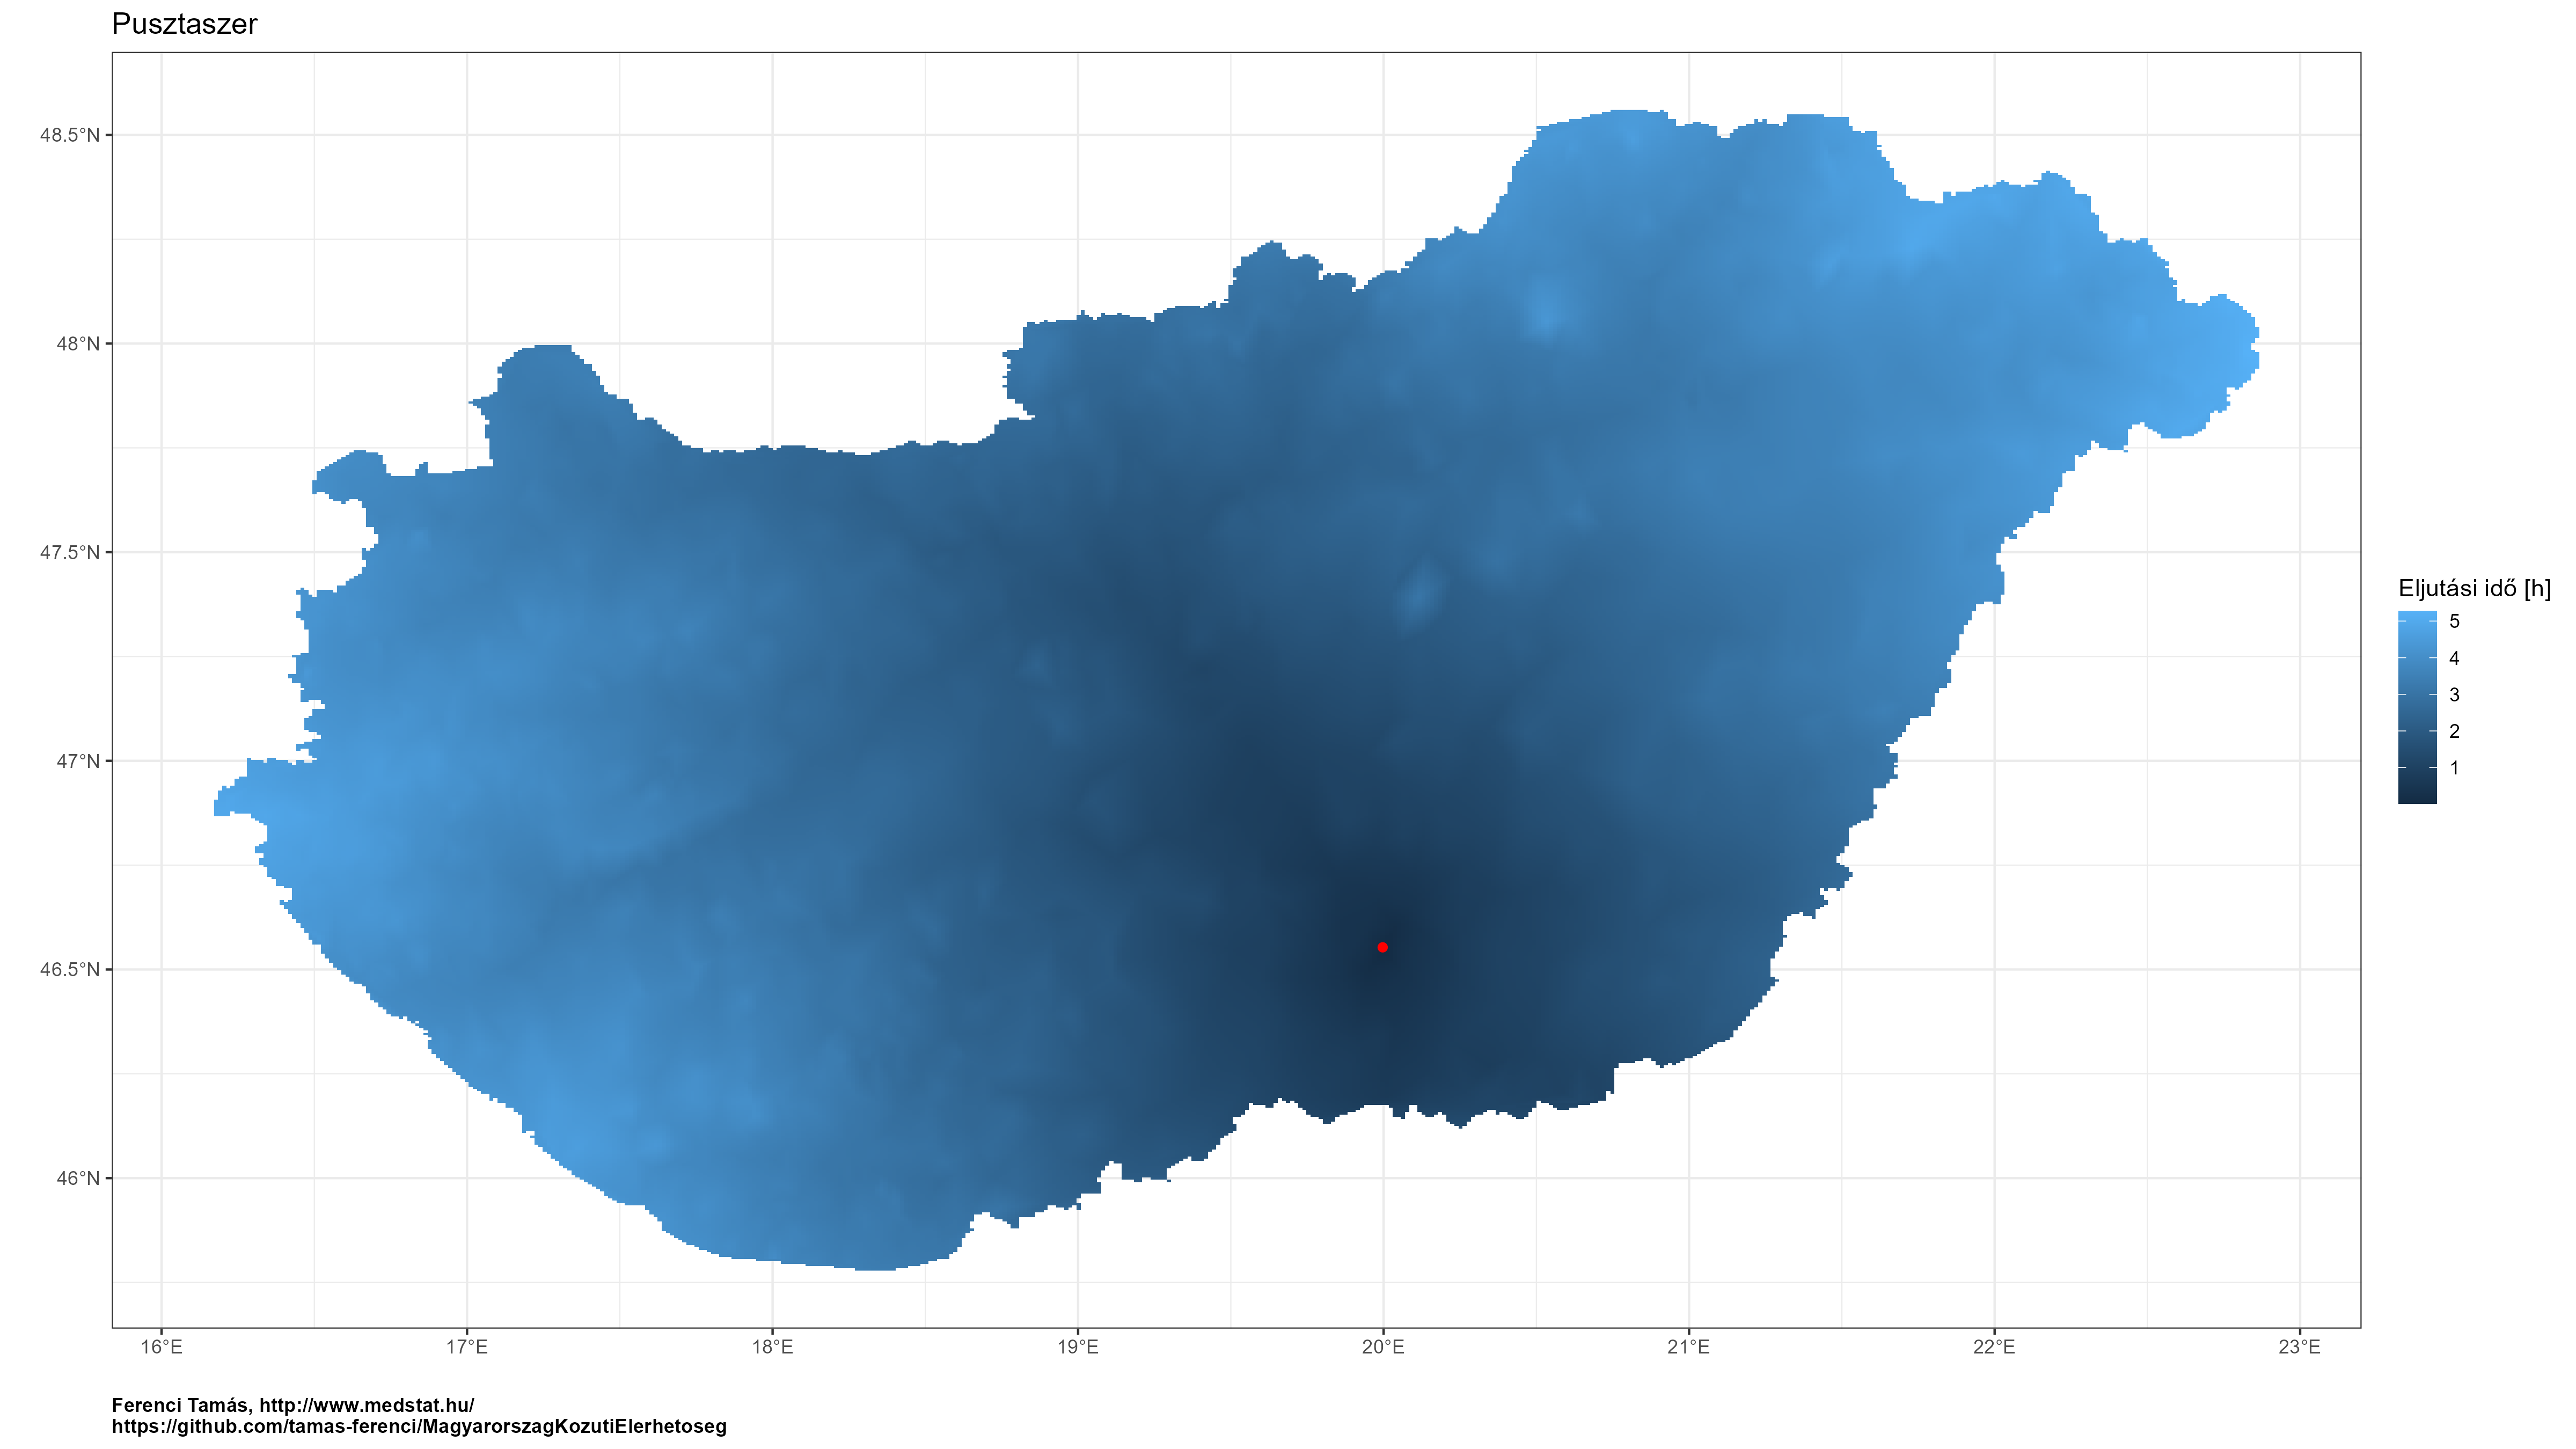 Pusztaszer
48.5°N
48°N
47.5°N
47°N
46.5°N
46°N
16°E 17°E 18°E 19°E 20°E 21°E 22°E 23°E
Eljutási idő [h]
5
4
3
2
1
Ferenci Tamás, http://www.medstat.hu/
https://github.com/tamas-ferenci/MagyarorszagKozutiElerhetoseg